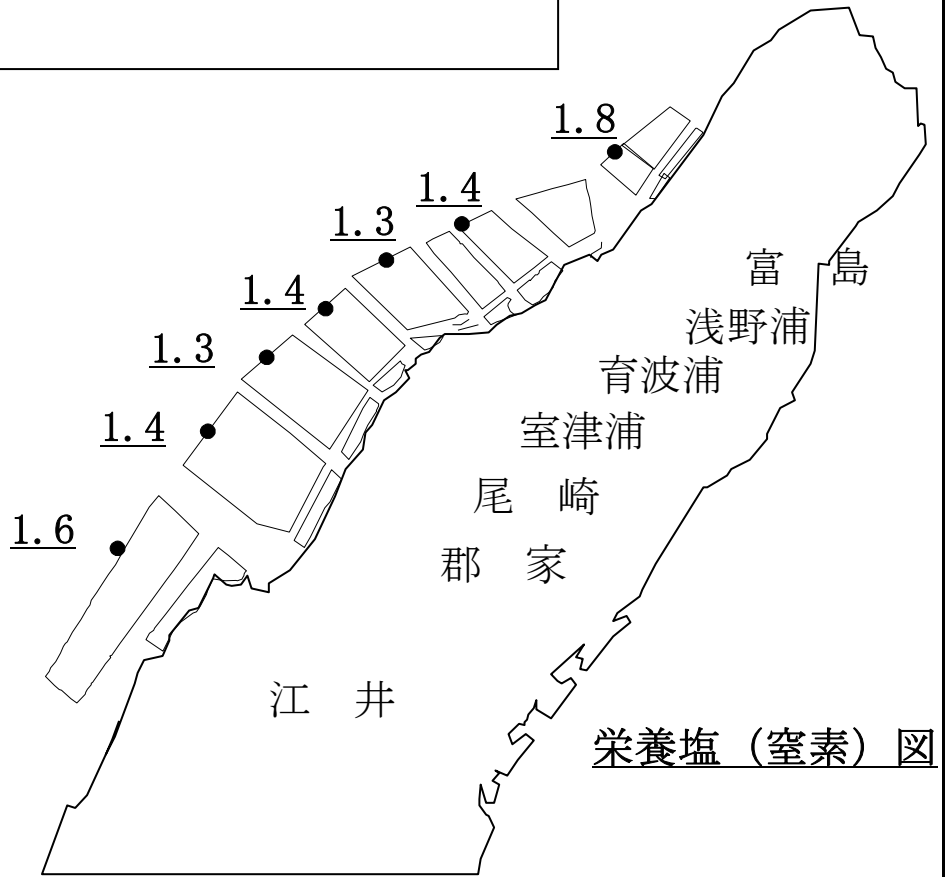 1.8
1.4
1.3
1.4
1.3
1.4
1.6
富　島
浅野浦
育波浦
室津浦
尾　崎
郡　家
江　井
栄養塩（窒素）図